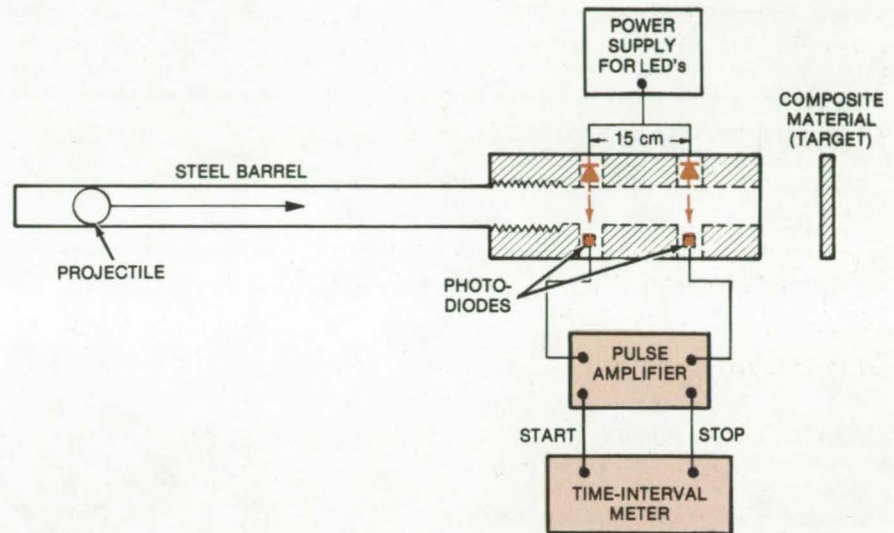 POWER
SUPPLY
FOR LED's
15 cm
COMPOSITE
MATERIAL
(TARGET)
STEEL BARREL
PROJECTILE
PHOTO-
DIODES
PULSE
AMPLIFIER
START
STOP
TIME-INTERVAL
METER